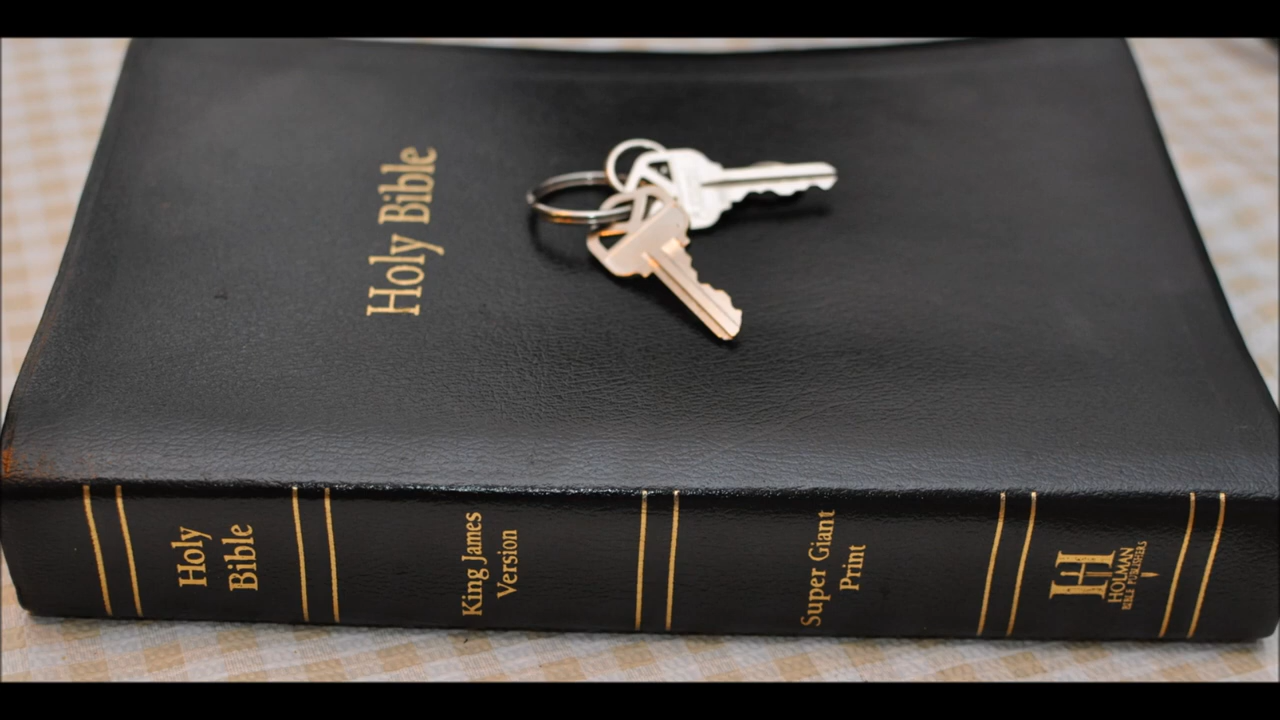 Holy Bible
Holy
Bible
King James
Version
Super Giant
Print
HOLMAN
BIBLE PUBLISHERS